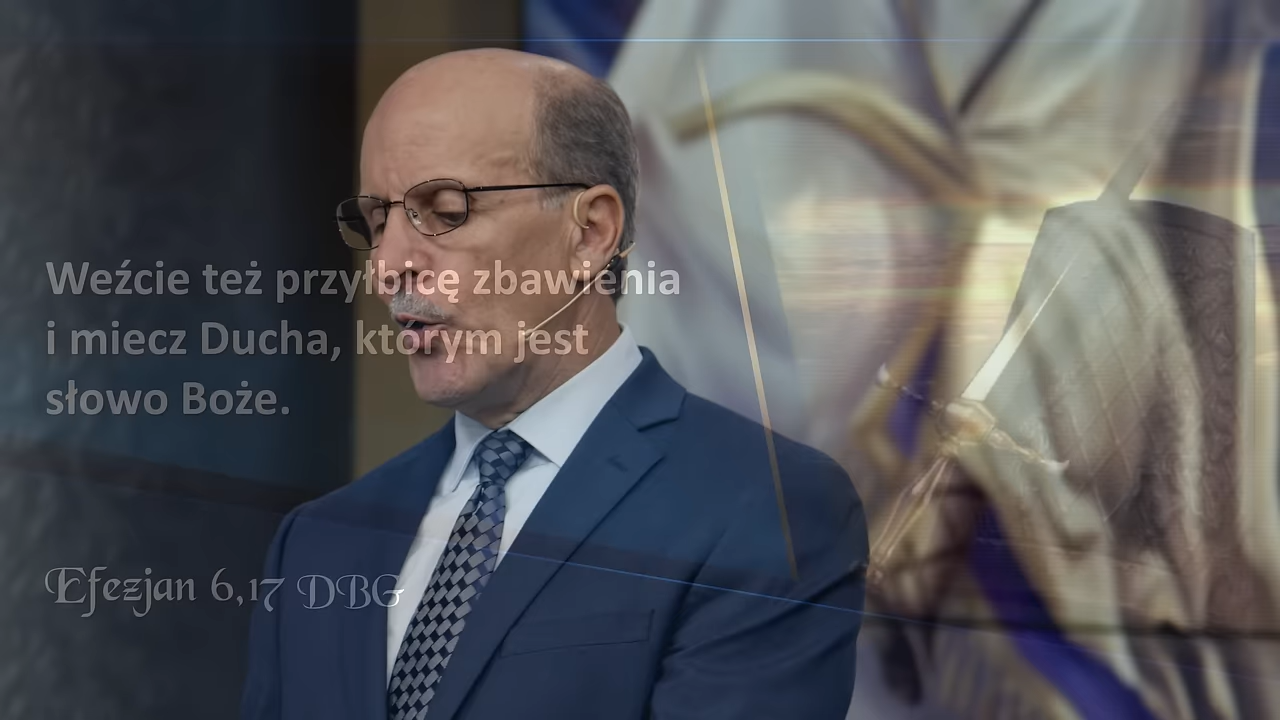 Weźcie też przyłbicę zbawienia
i miecz Ducha, którym jest
słowo Boże.
Efezjan 6,17 DBG